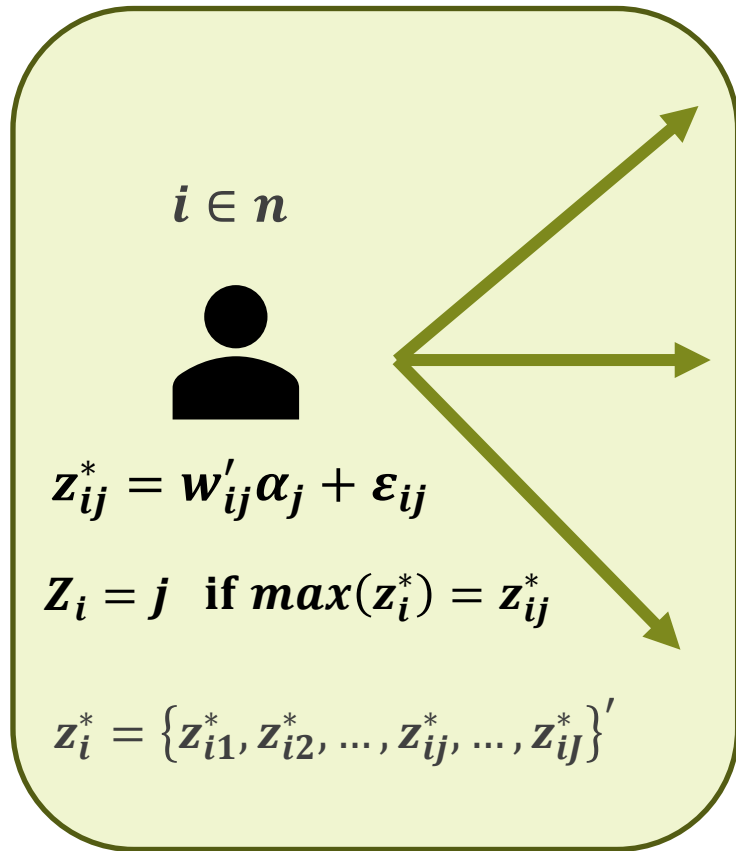 i ∈ n
z*ij = w′ijαj + εij
Zi = j if max(z*i) = z*ij
z*i = {z*i1, z*i2, … , z*ij, … , z*iJ}′